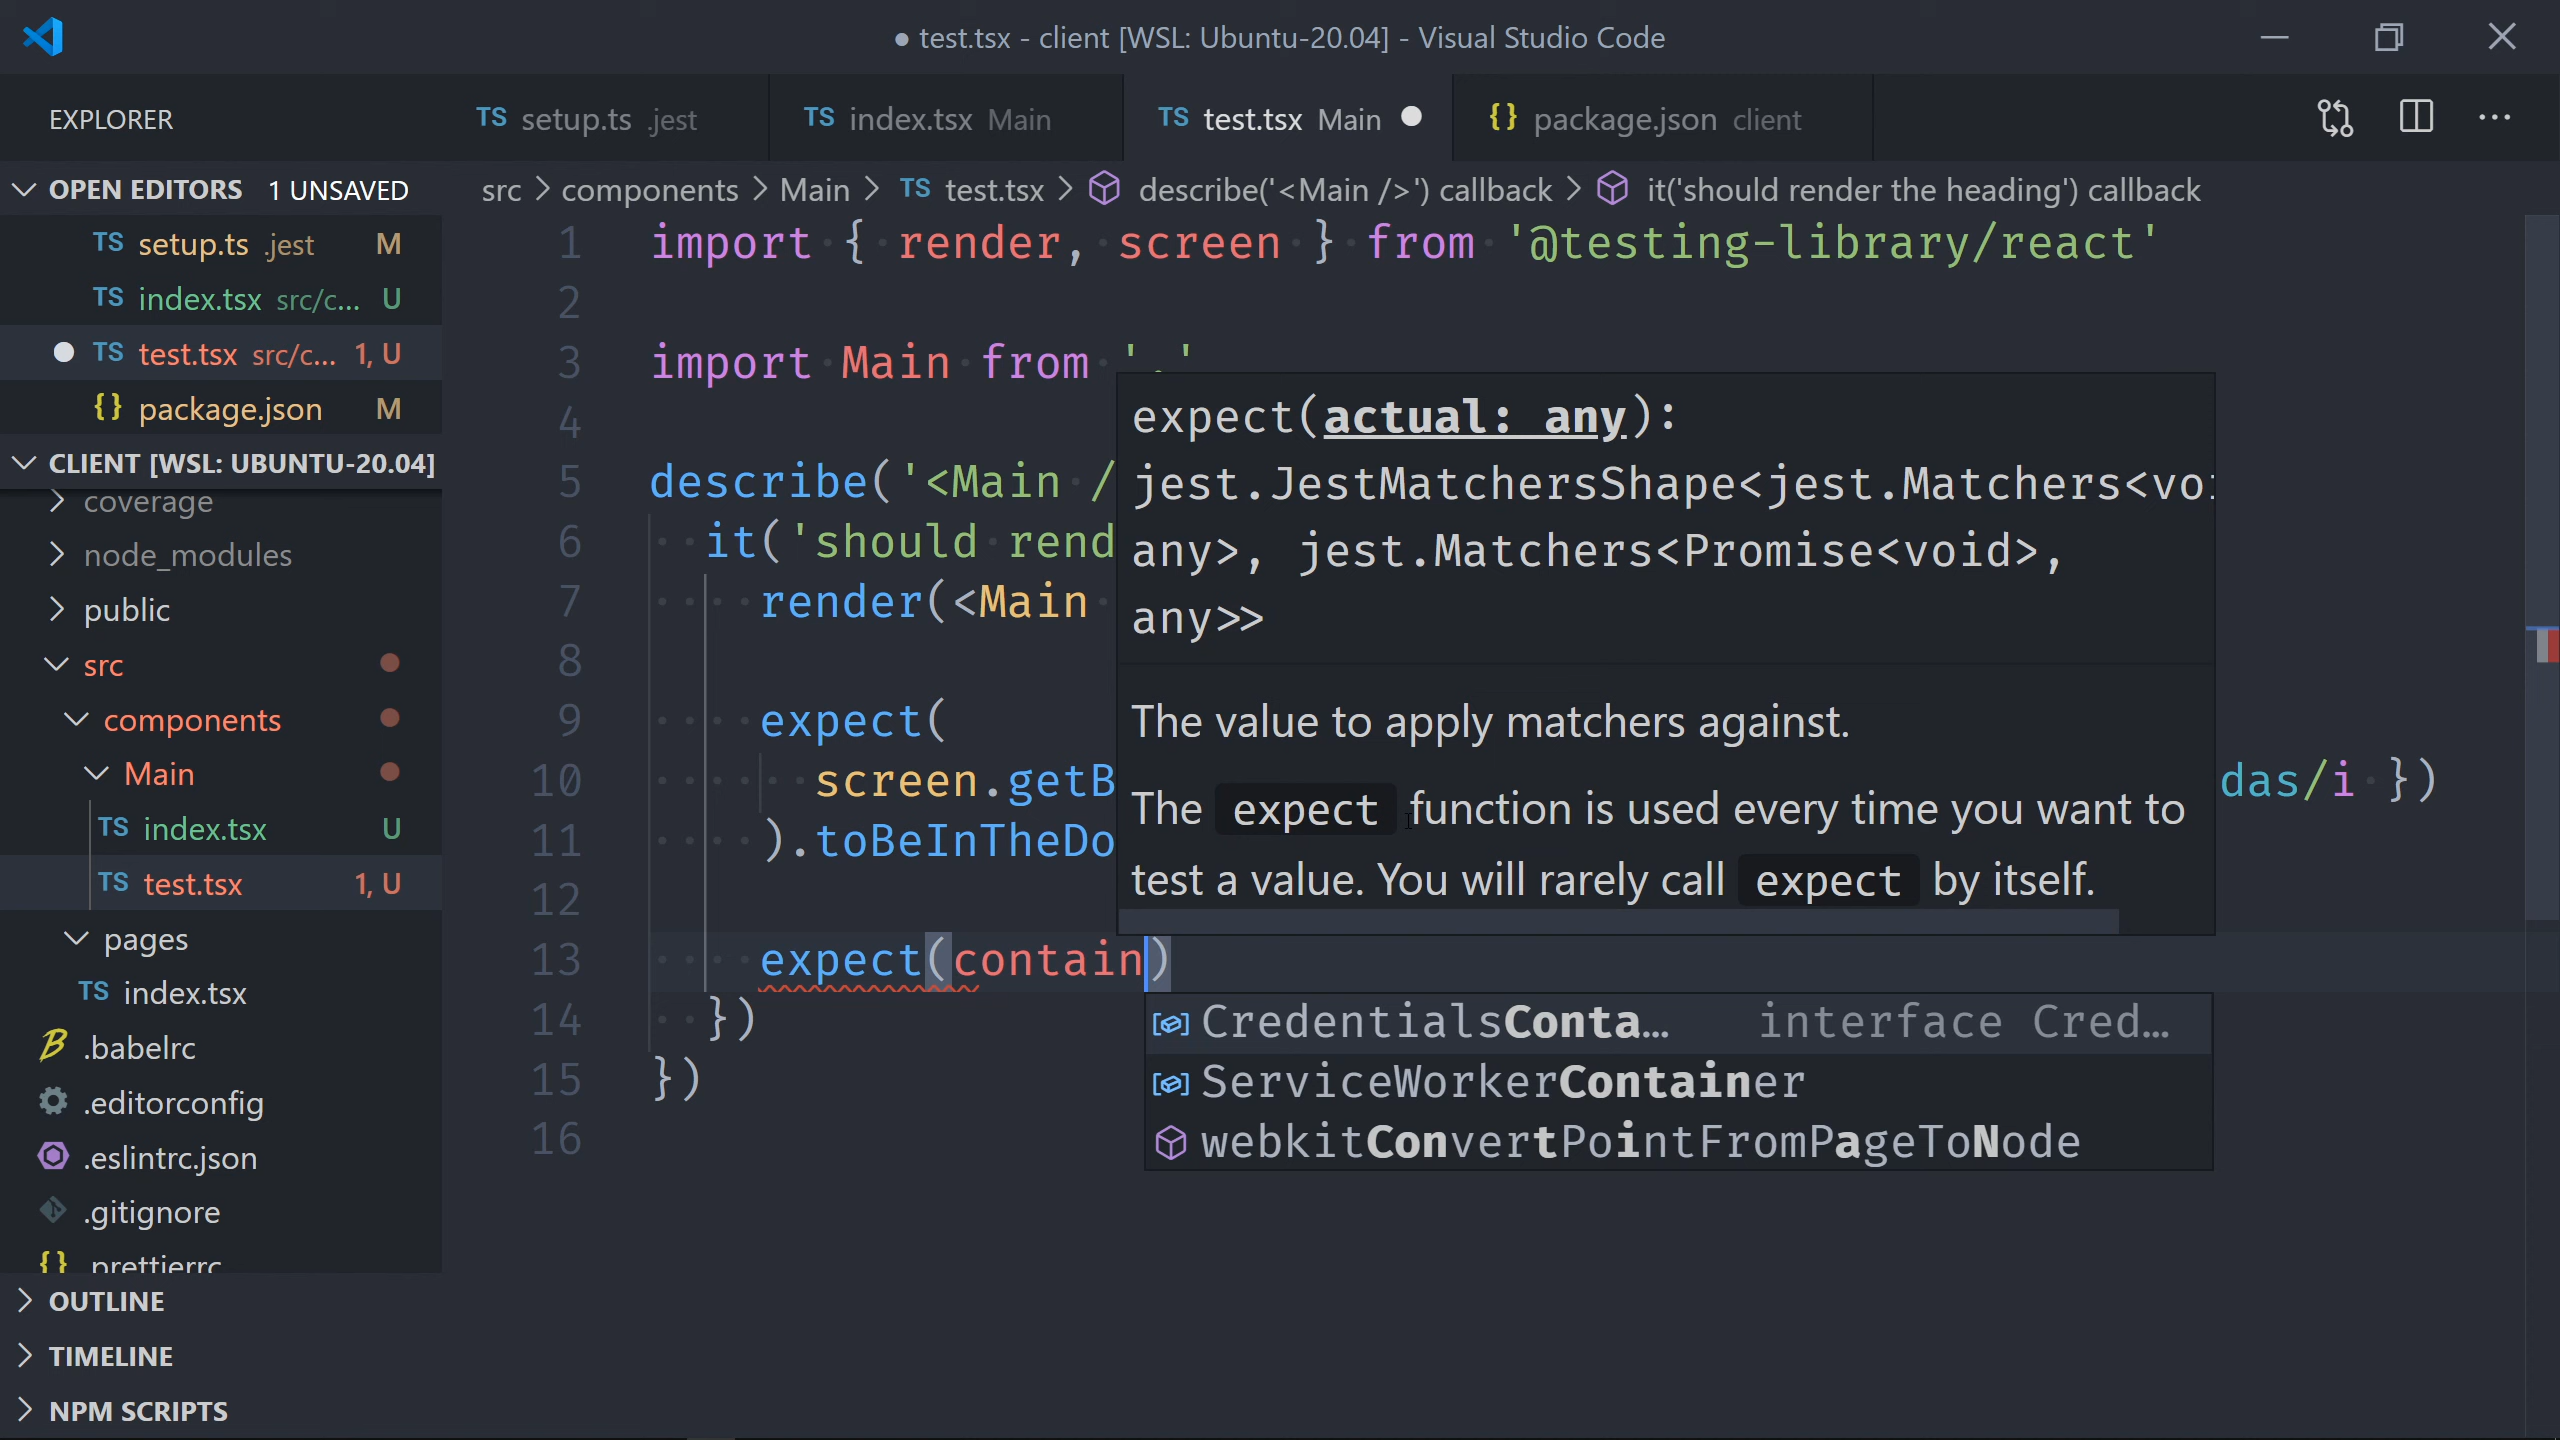 ● test.tsx - client [WSL: Ubuntu-20.04] - Visual Studio Code
EXPLORER
TS setup.ts .jest
TS index.tsx Main
TS test.tsx Main ●
{} package.json client
OPEN EDITORS 1 UNSAVED
TS setup.ts .jest M
TS index.tsx src/c... U
● TS test.tsx src/c... 1, U
{} package.json M
CLIENT [WSL: UBUNTU-20.04]
coverage
node_modules
public
src
components
Main
TS index.tsx U
TS test.tsx 1, U
pages
TS index.tsx
.babelrc
.editorconfig
.eslintrc.json
.gitignore
{} .prettierrc
OUTLINE
TIMELINE
NPM SCRIPTS
src > components > Main > TS test.tsx > describe('<Main />') callback > it('should render the heading') callback
1 import { render, screen } from '@testing-library/react'
2
3 import Main from '.'
4
5 describe('<Main /
6 it('should rend
7 render(<Main
8
9 expect(
10 screen.getB das/i })
11 ).toBeInTheDo
12
13 expect(contain)
14 })
15 })
16
expect(actual: any):
jest.JestMatchersShape<jest.Matchers<voi
any>, jest.Matchers<Promise<void>,
any>>
The value to apply matchers against.
The expect function is used every time you want to
test a value. You will rarely call expect by itself.
CredentialsConta… interface Cred…
ServiceWorkerContainer
webkitConvertPointFromPageToNode